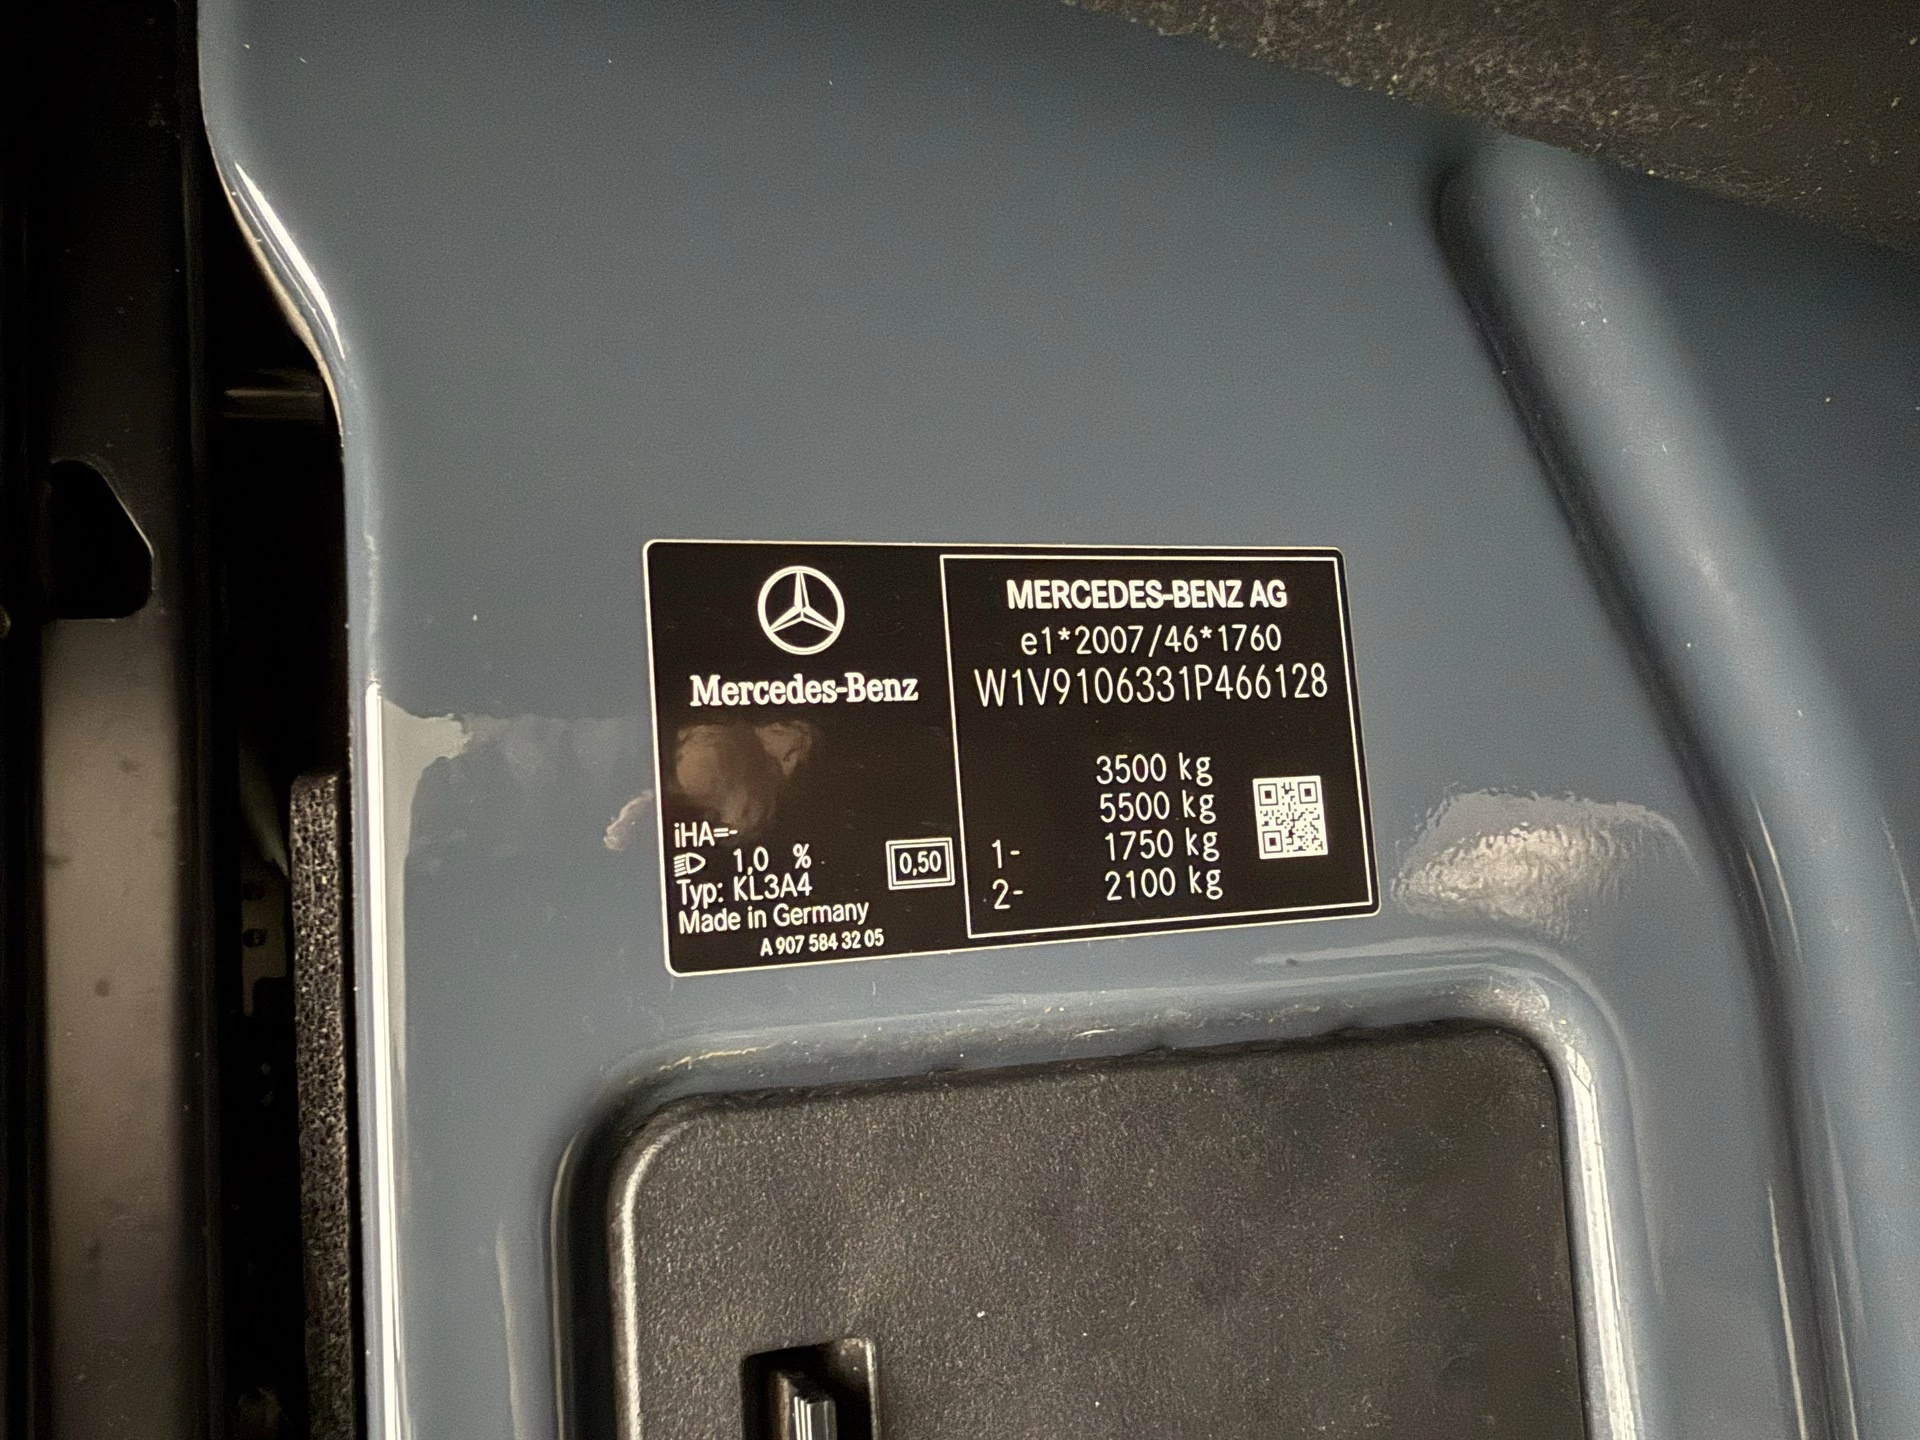 Mercedes-Benz
iHA=-
1,0 %
Typ: KL3A4
Made in Germany
A 907 584 32 05
0,50
MERCEDES-BENZ AG
e1*2007/46*1760
W1V9106331P466128
3500 kg
5500 kg
1- 1750 kg
2- 2100 kg